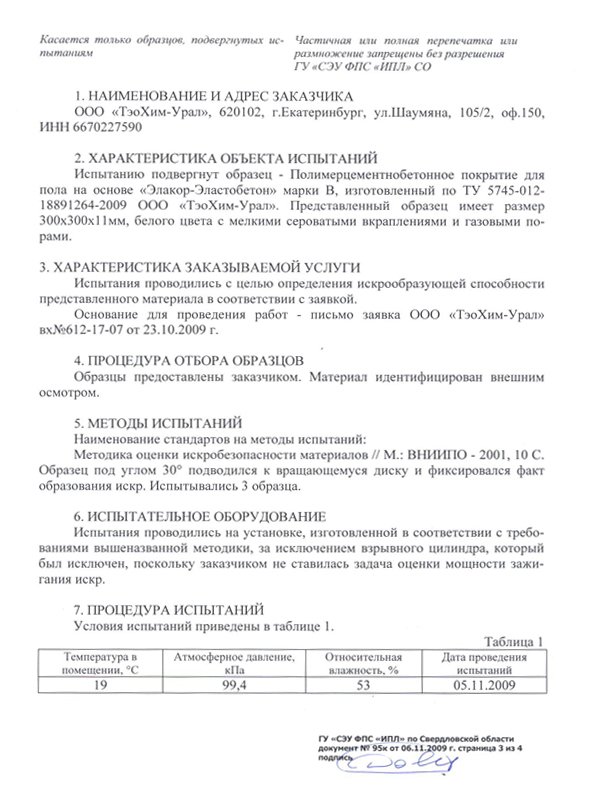 Касается только образцов, подвергнутых ис-
пытаниям
Частичная или полная перепечатка или
размножение запрещены без разрешения
ГУ «СЭУ ФПС «ИПЛ» СО
1. НАИМЕНОВАНИЕ И АДРЕС ЗАКАЗЧИКА
ООО «ТэоХим-Урал», 620102, г.Екатеринбург, ул.Шаумяна, 105/2, оф.150,
ИНН 6670227590
2. ХАРАКТЕРИСТИКА ОБЪЕКТА ИСПЫТАНИЙ
Испытанию подвергнут образец - Полимерцементнобетонное покрытие для
пола на основе «Элакор-Эластобетон» марки В, изготовленный по ТУ 5745-012-
18891264-2009 ООО «ТэоХим-Урал». Представленный образец имеет размер
300х300х11мм, белого цвета с мелкими сероватыми вкраплениями и газовыми по-
рами.
3. ХАРАКТЕРИСТИКА ЗАКАЗЫВАЕМОЙ УСЛУГИ
Испытания проводились с целью определения искрообразующей способности
представленного материала в соответствии с заявкой.
Основание для проведения работ - письмо заявка ООО «ТэоХим-Урал»
вх№612-17-07 от 23.10.2009 г.
4. ПРОЦЕДУРА ОТБОРА ОБРАЗЦОВ
Образцы предоставлены заказчиком. Материал идентифицирован внешним
осмотром.
5. МЕТОДЫ ИСПЫТАНИЙ
Наименование стандартов на методы испытаний:
Методика оценки искробезопасности материалов // М.: ВНИИПО - 2001, 10 С.
Образец под углом 30° подводился к вращающемуся диску и фиксировался факт
образования искр. Испытывались 3 образца.
6. ИСПЫТАТЕЛЬНОЕ ОБОРУДОВАНИЕ
Испытания проводились на установке, изготовленной в соответствии с требо-
ваниями вышеназванной методики, за исключением взрывного цилиндра, который
был исключен, поскольку заказчиком не ставилась задача оценки мощности зажи-
гания искр.
7. ПРОЦЕДУРА ИСПЫТАНИЙ
Условия испытаний приведены в таблице 1.
Таблица 1
Температура в помещении, °С | Атмосферное давление, кПа | Относительная влажность, % | Дата проведения испытаний
19 | 99,4 | 53 | 05.11.2009
ГУ «СЭУ ФПС «ИПЛ» по Свердловской области
документ № 95к от 06.11.2009 г. страница 3 из 4
подпись